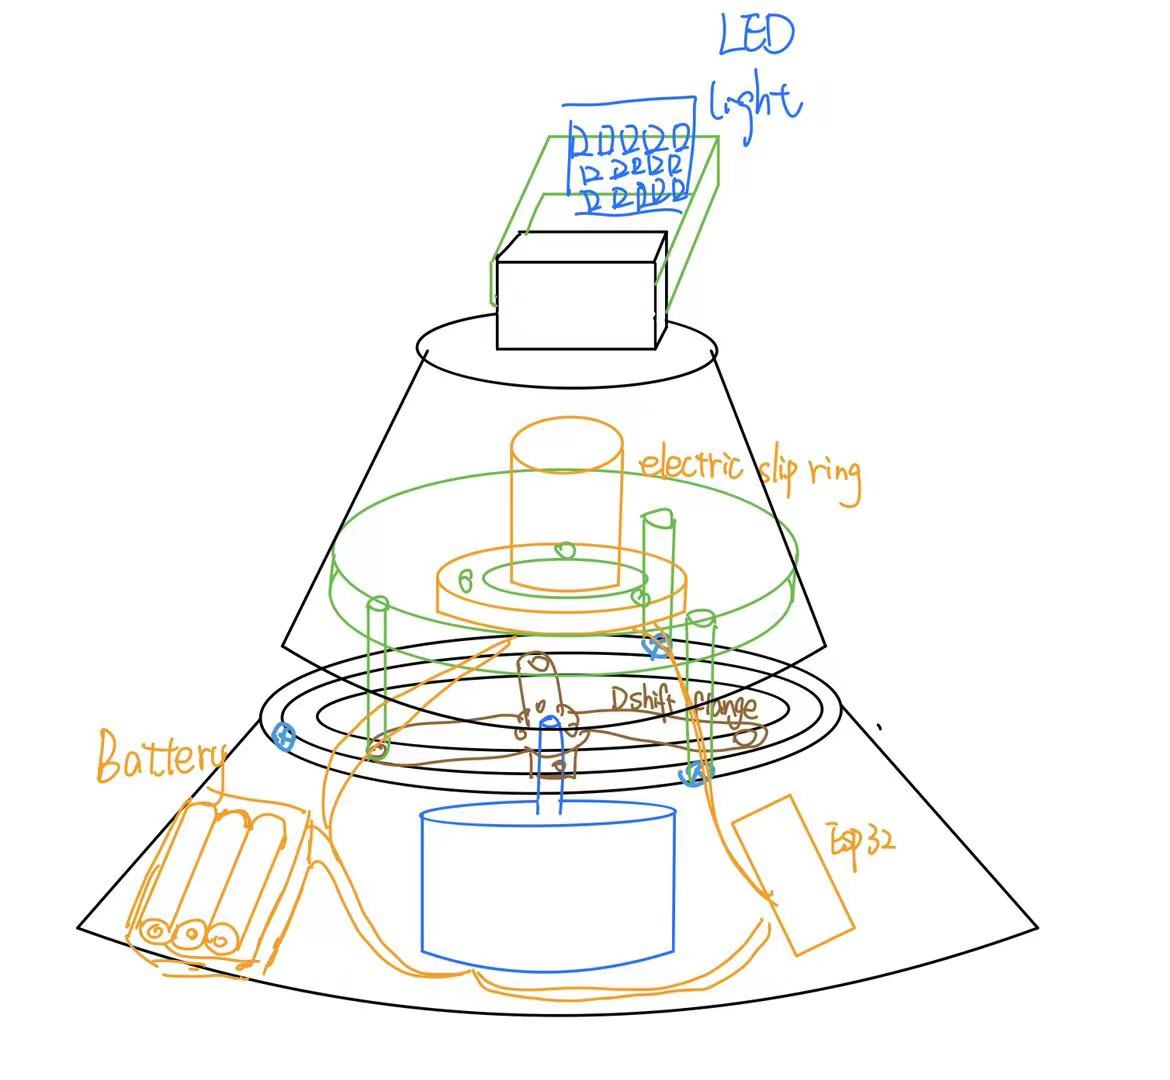 LED
light
electric slip ring
Dshift flange
Battery
Esp32